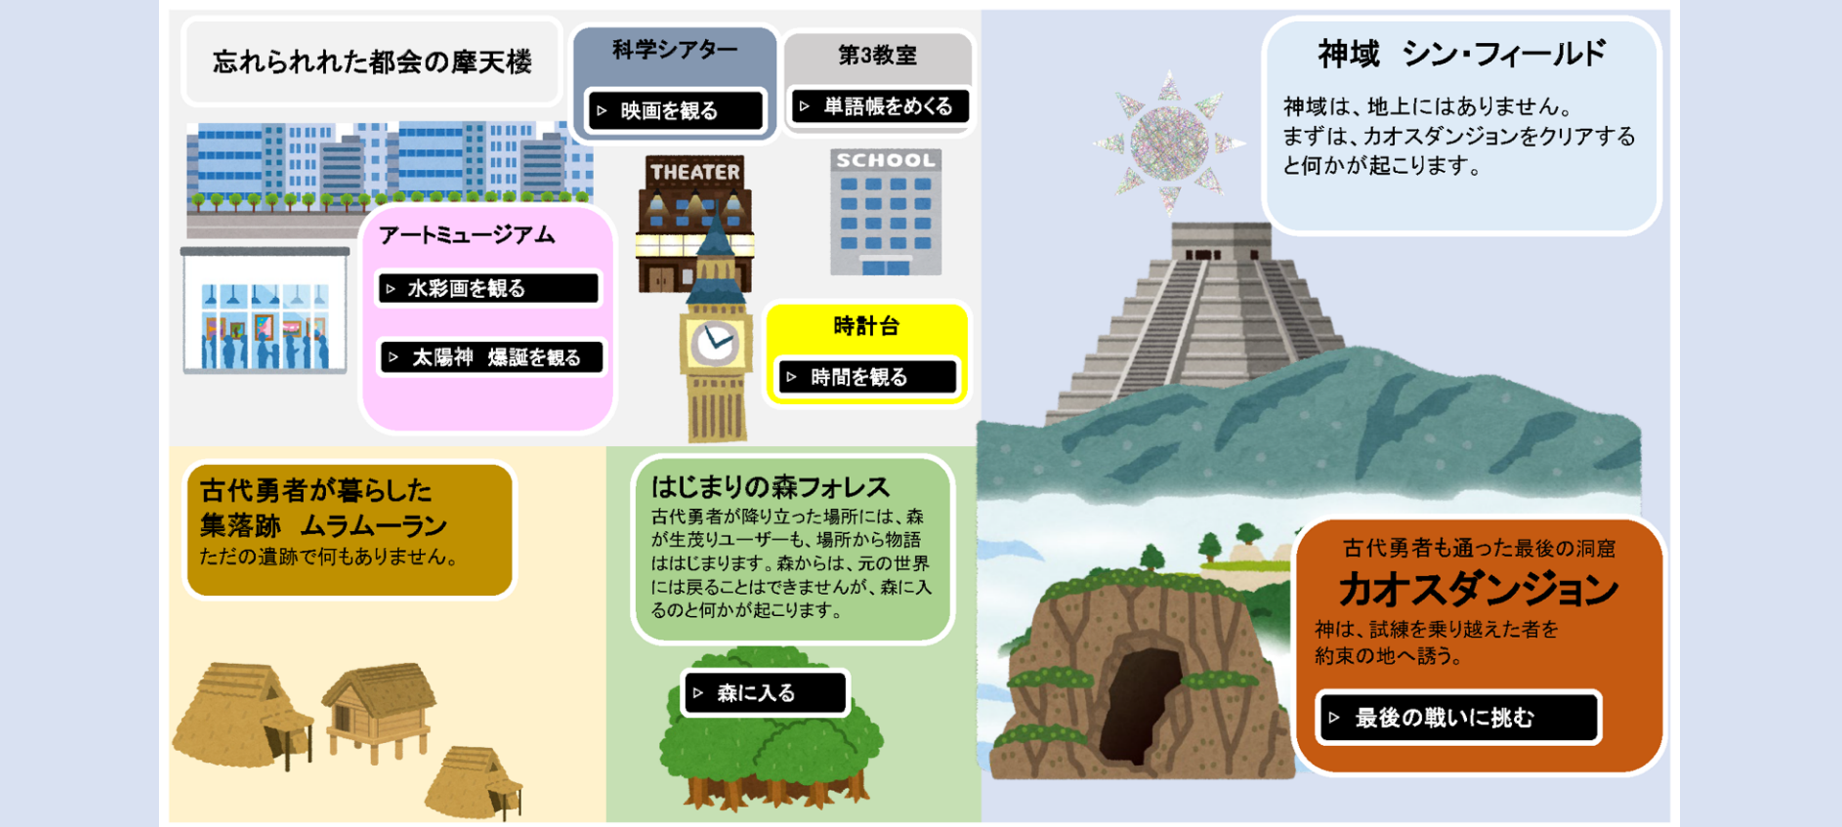 忘れられれた都会の摩天楼
科学シアター
▷ 映画を観る
第3教室
▷ 単語帳をめくる
THEATER
SCHOOL
アートミュージアム
▷ 水彩画を観る
▷ 太陽神 爆誕を観る
時計台
▷ 時間を観る
神域 シン・フィールド
神域は、地上にはありません。
まずは、カオスダンジョンをクリアする
と何かが起こります。
古代勇者が暮らした
集落跡 ムラムーラン
ただの遺跡で何もありません。
はじまりの森フォレス
古代勇者が降り立った場所には、森
が生茂りユーザーも、場所から物語
ははじまります。森からは、元の世界
には戻ることはできませんが、森に入
るのと何かが起こります。
▷ 森に入る
古代勇者も通った最後の洞窟
カオスダンジョン
神は、試練を乗り越えた者を
約束の地へ誘う。
▷ 最後の戦いに挑む